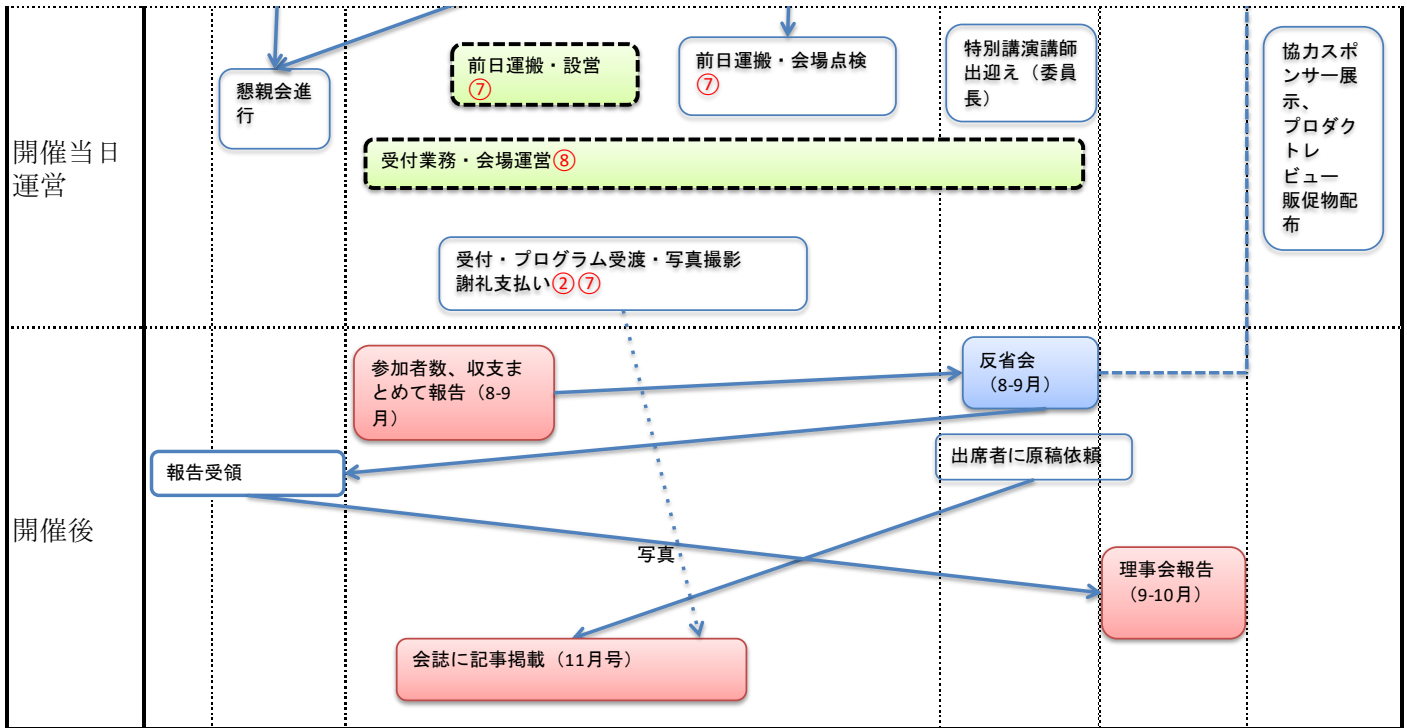 開催当日
運営
懇親会進
行
前日運搬・設営
⑦
前日運搬・会場点検
⑦
特別講演講師
出迎え（委員
長）
協力スポ
ンサー展
示、
プロダク
トレ
ビュー
販促物配
布
受付業務・会場運営⑧
受付・プログラム受渡・写真撮影
謝礼支払い②⑦
開催後
参加者数、収支ま
とめて報告（8-9
月）
反省会
（8-9月）
報告受領
出席者に原稿依頼
写真
理事会報告
（9-10月）
会誌に記事掲載（11月号）